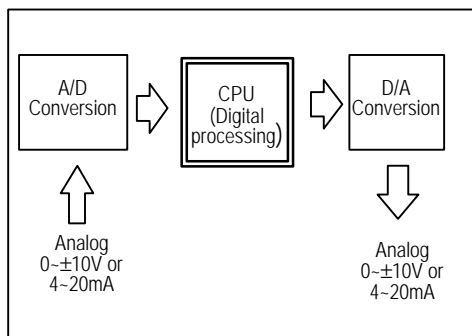 A/D
Conversion
CPU
(Digital
processing)
D/A
Conversion
Analog
0~±10V or
4~20mA
Analog
0~±10V or
4~20mA